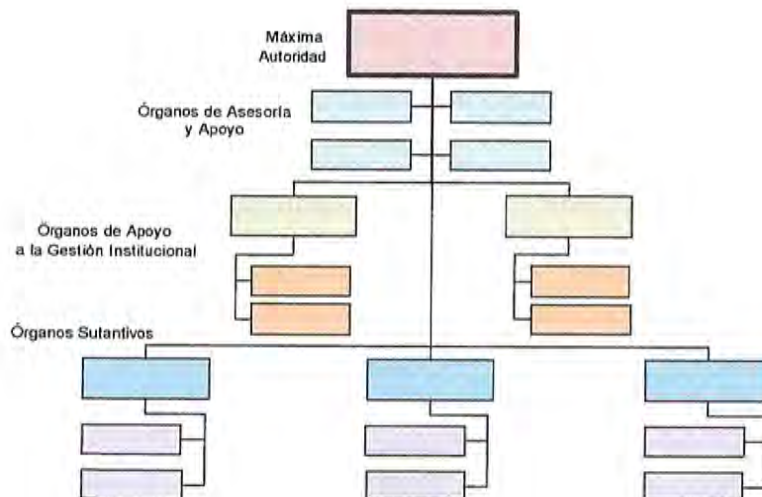 Máxima
Autoridad
Órganos de Asesoría
y Apoyo
Órganos de Apoyo
a la Gestión Institucional
Órganos Sutantivos